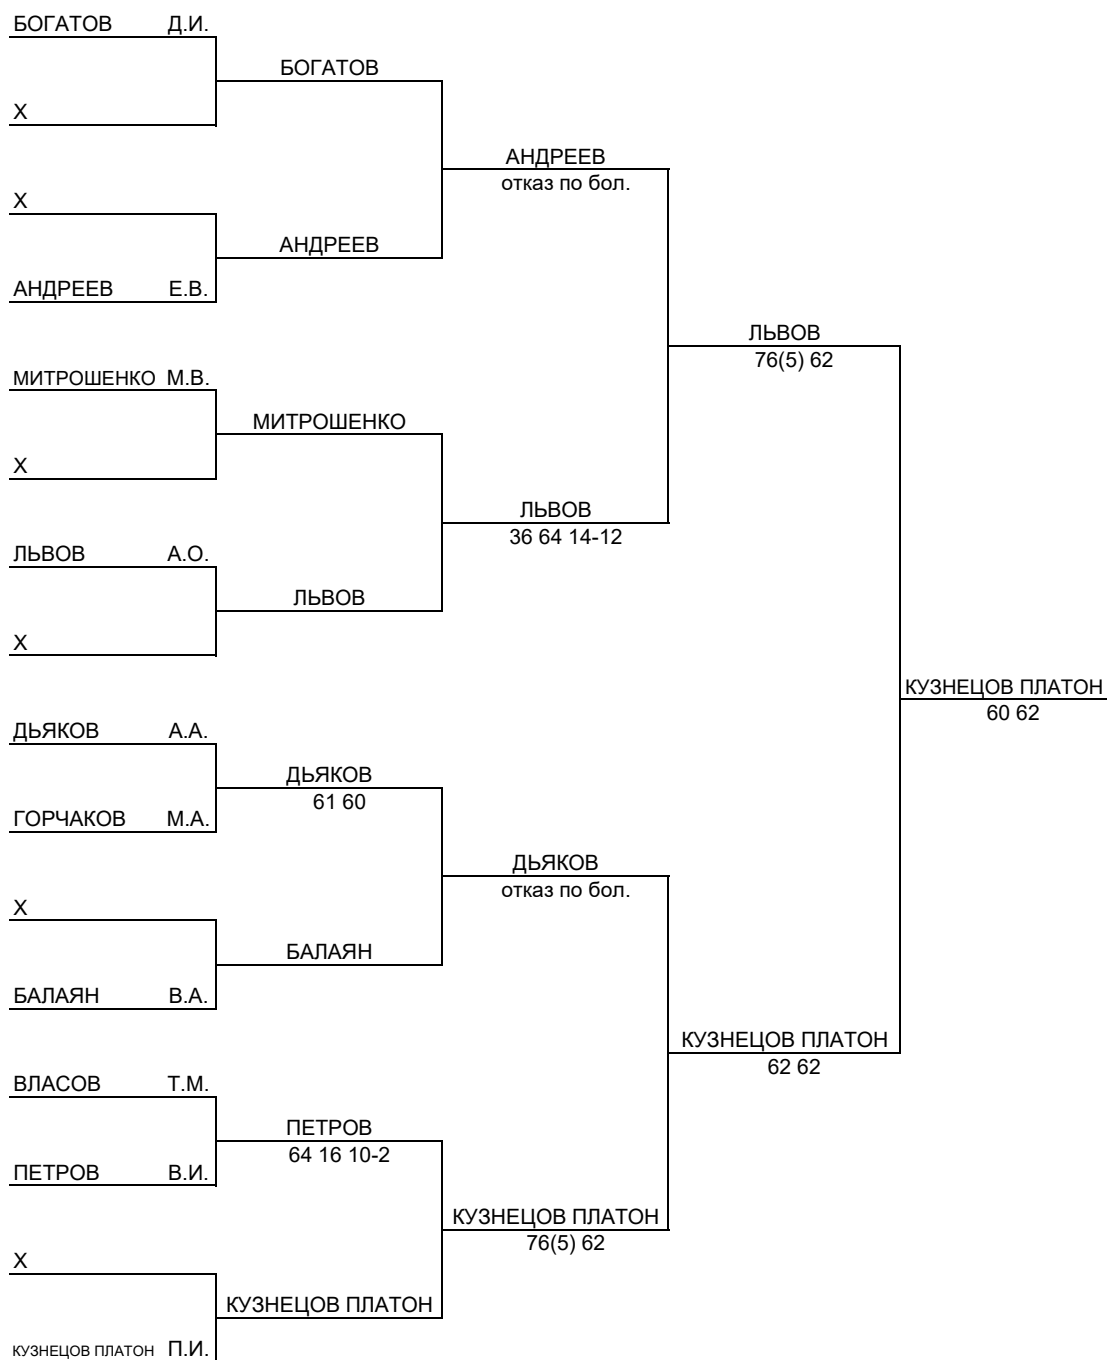 БОГАТОВ Д.И.
БОГАТОВ
X
АНДРЕЕВ
отказ по бол.
X
АНДРЕЕВ
АНДРЕЕВ Е.В.
ЛЬВОВ
76(5) 62
МИТРОШЕНКО М.В.
МИТРОШЕНКО
X
ЛЬВОВ
36 64 14-12
ЛЬВОВ А.О.
ЛЬВОВ
X
КУЗНЕЦОВ ПЛАТОН
60 62
ДЬЯКОВ А.А.
ДЬЯКОВ
61 60
ГОРЧАКОВ М.А.
ДЬЯКОВ
отказ по бол.
X
БАЛАЯН
БАЛАЯН В.А.
КУЗНЕЦОВ ПЛАТОН
62 62
ВЛАСОВ Т.М.
ПЕТРОВ
64 16 10-2
ПЕТРОВ В.И.
КУЗНЕЦОВ ПЛАТОН
76(5) 62
X
КУЗНЕЦОВ ПЛАТОН
КУЗНЕЦОВ ПЛАТОН П.И.